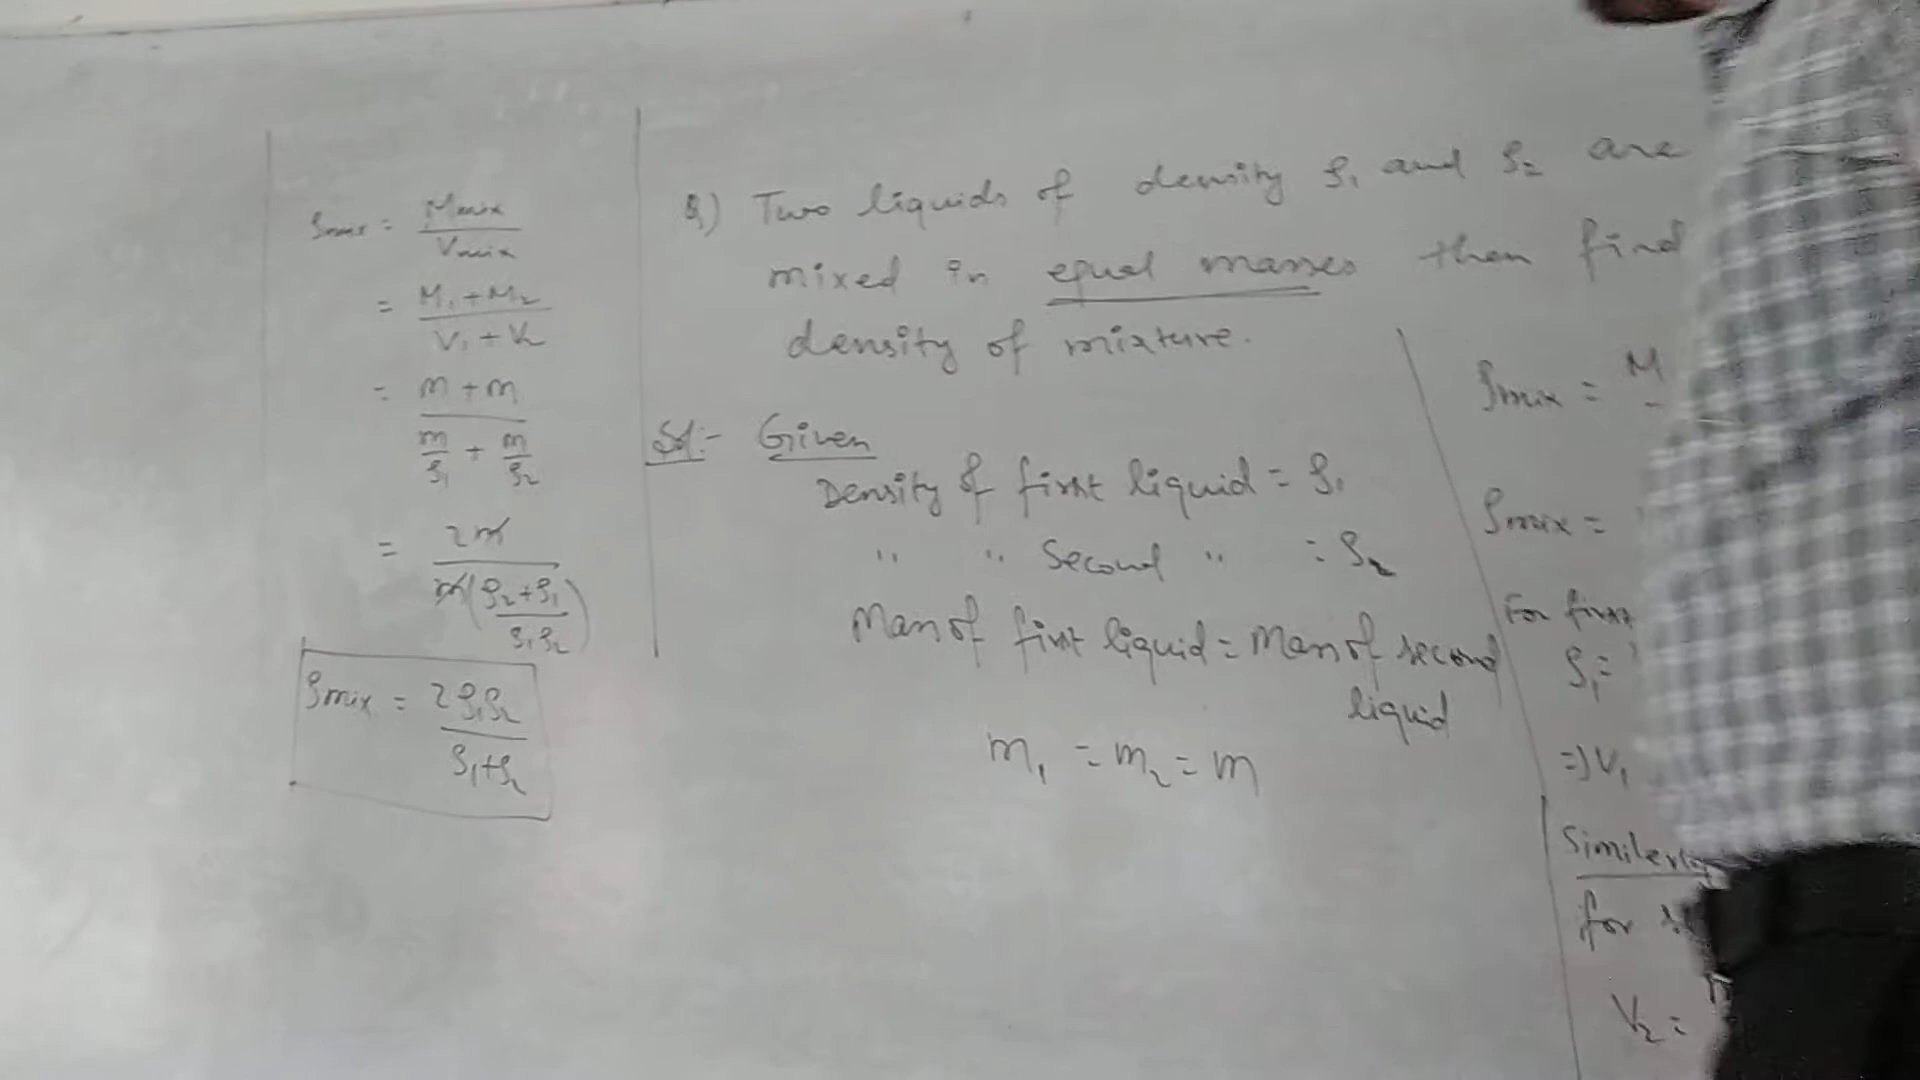 ρmix = Mmix / Vmix
= M₁ + M₂ / V₁ + V₂
= m + m / m/ρ₁ + m/ρ₂
= 2m / m(ρ₂+ρ₁ / ρ₁ρ₂)
ρmix = 2ρ₁ρ₂ / ρ₁+ρ₂
Q) Two liquids of density ρ₁ and ρ₂ are
mixed in equal masses then find
density of mixture.
Sol:- Given
Density of first liquid = ρ₁
" " Second " = ρ₂
Mass of first liquid = Mass of second
liquid
m₁ = m₂ = m
ρmix = M
ρmix =
For first
ρ₁ =
=) V₁
Similarly
for
V₂ =